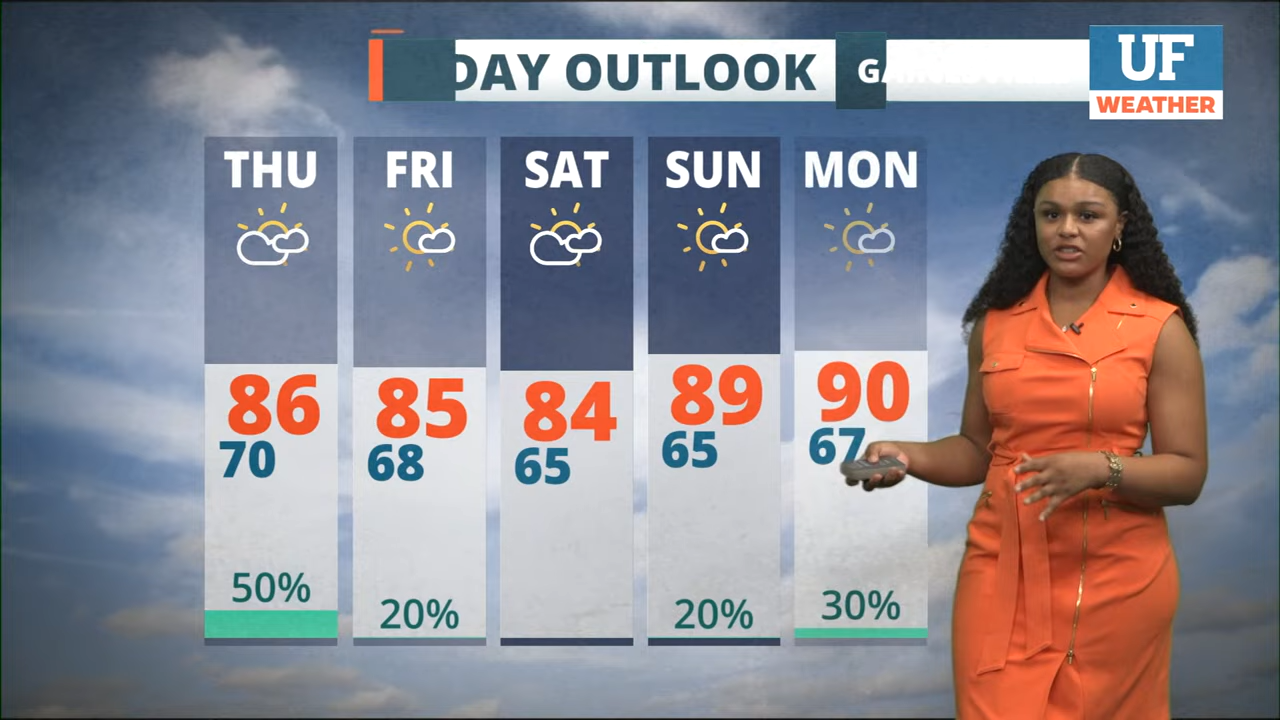 DAY OUTLOOK
UF
WEATHER
THU FRI SAT SUN MON
86 85 84 89 90
70 68 65 65 67
50% 20% 20% 30%